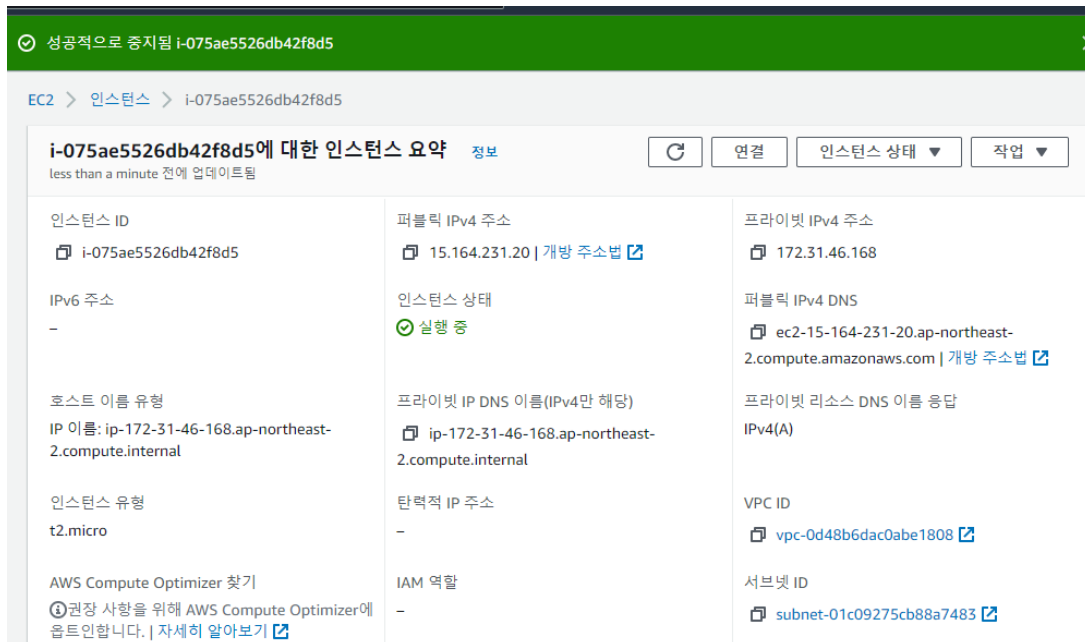 성공적으로 중지됨 i-075ae5526db42f8d5
EC2 > 인스턴스 > i-075ae5526db42f8d5
i-075ae5526db42f8d5에 대한 인스턴스 요약 정보
less than a minute 전에 업데이트됨
연결
인스턴스 상태 ▼
작업 ▼
인스턴스 ID
i-075ae5526db42f8d5
퍼블릭 IPv4 주소
15.164.231.20 | 개방 주소법
프라이빗 IPv4 주소
172.31.46.168
IPv6 주소
–
인스턴스 상태
실행 중
퍼블릭 IPv4 DNS
ec2-15-164-231-20.ap-northeast-
2.compute.amazonaws.com | 개방 주소법
호스트 이름 유형
IP 이름: ip-172-31-46-168.ap-northeast-
2.compute.internal
프라이빗 IP DNS 이름(IPv4만 해당)
ip-172-31-46-168.ap-northeast-
2.compute.internal
프라이빗 리소스 DNS 이름 응답
IPv4(A)
인스턴스 유형
t2.micro
탄력적 IP 주소
–
VPC ID
vpc-0d48b6dac0abe1808
AWS Compute Optimizer 찾기
권장 사항을 위해 AWS Compute Optimizer에
옵트인합니다. | 자세히 알아보기
IAM 역할
–
서브넷 ID
subnet-01c09275cb88a7483